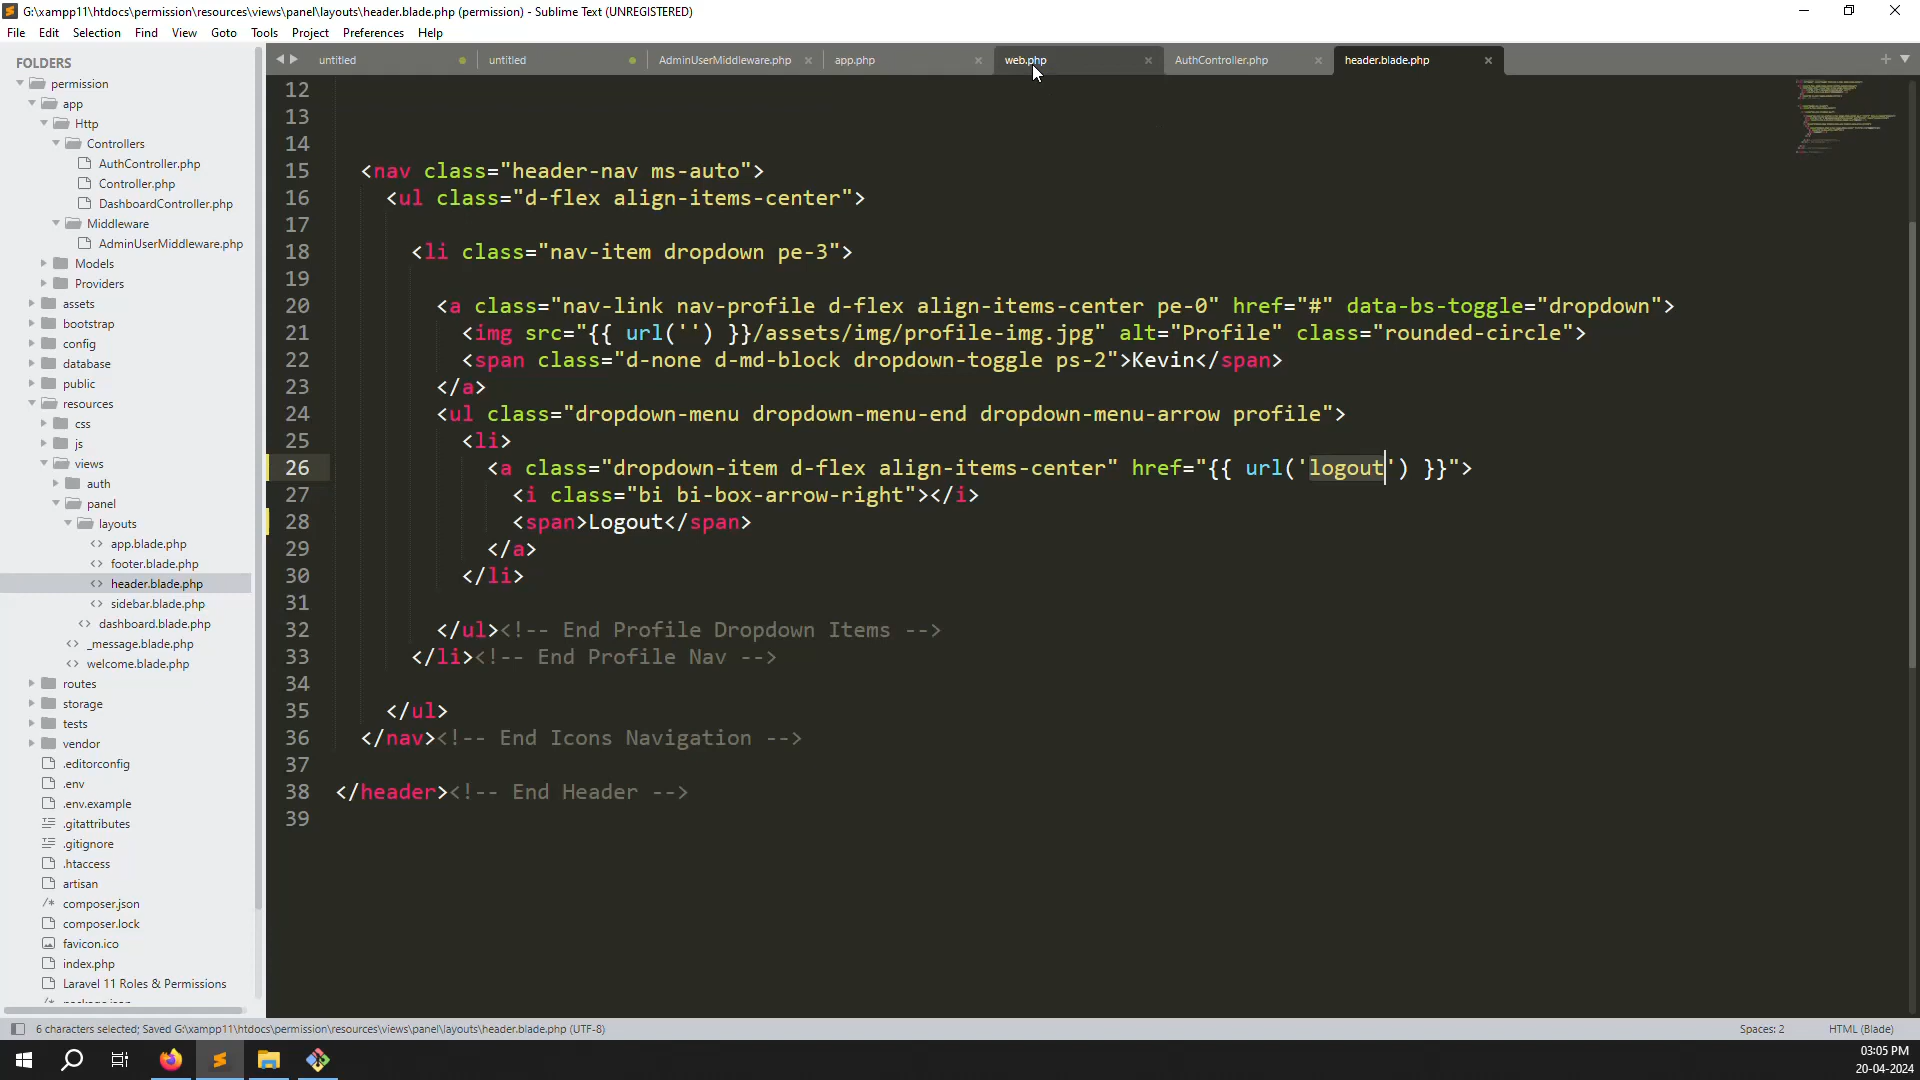 G:\xampp11\htdocs\permission\resources\views\panel\layouts\header.blade.php (permission) - Sublime Text (UNREGISTERED)
File Edit Selection Find View Goto Tools Project Preferences Help
FOLDERS
permission
app
Http
Controllers
AuthController.php
Controller.php
DashboardController.php
Middleware
AdminUserMiddleware.php
Models
Providers
assets
bootstrap
config
database
public
resources
css
js
views
auth
panel
layouts
app.blade.php
footer.blade.php
header.blade.php
sidebar.blade.php
dashboard.blade.php
_message.blade.php
welcome.blade.php
routes
storage
tests
vendor
.editorconfig
.env
.env.example
.gitattributes
.gitignore
.htaccess
artisan
composer.json
composer.lock
favicon.ico
index.php
Laravel 11 Roles & Permissions
package.json
untitled untitled AdminUserMiddleware.php app.php web.php AuthController.php header.blade.php
12
13
14
15 <nav class="header-nav ms-auto">
16 <ul class="d-flex align-items-center">
17
18 <li class="nav-item dropdown pe-3">
19
20 <a class="nav-link nav-profile d-flex align-items-center pe-0" href="#" data-bs-toggle="dropdown">
21 <img src="{{ url('') }}/assets/img/profile-img.jpg" alt="Profile" class="rounded-circle">
22 <span class="d-none d-md-block dropdown-toggle ps-2">Kevin</span>
23 </a>
24 <ul class="dropdown-menu dropdown-menu-end dropdown-menu-arrow profile">
25 <li>
26 <a class="dropdown-item d-flex align-items-center" href="{{ url('logout') }}">
27 <i class="bi bi-box-arrow-right"></i>
28 <span>Logout</span>
29 </a>
30 </li>
31
32 </ul><!-- End Profile Dropdown Items -->
33 </li><!-- End Profile Nav -->
34
35 </ul>
36 </nav><!-- End Icons Navigation -->
37
38 </header><!-- End Header -->
39
6 characters selected; Saved G:\xampp11\htdocs\permission\resources\views\panel\layouts\header.blade.php (UTF-8)
Spaces: 2 HTML (Blade)
03:05 PM
20-04-2024